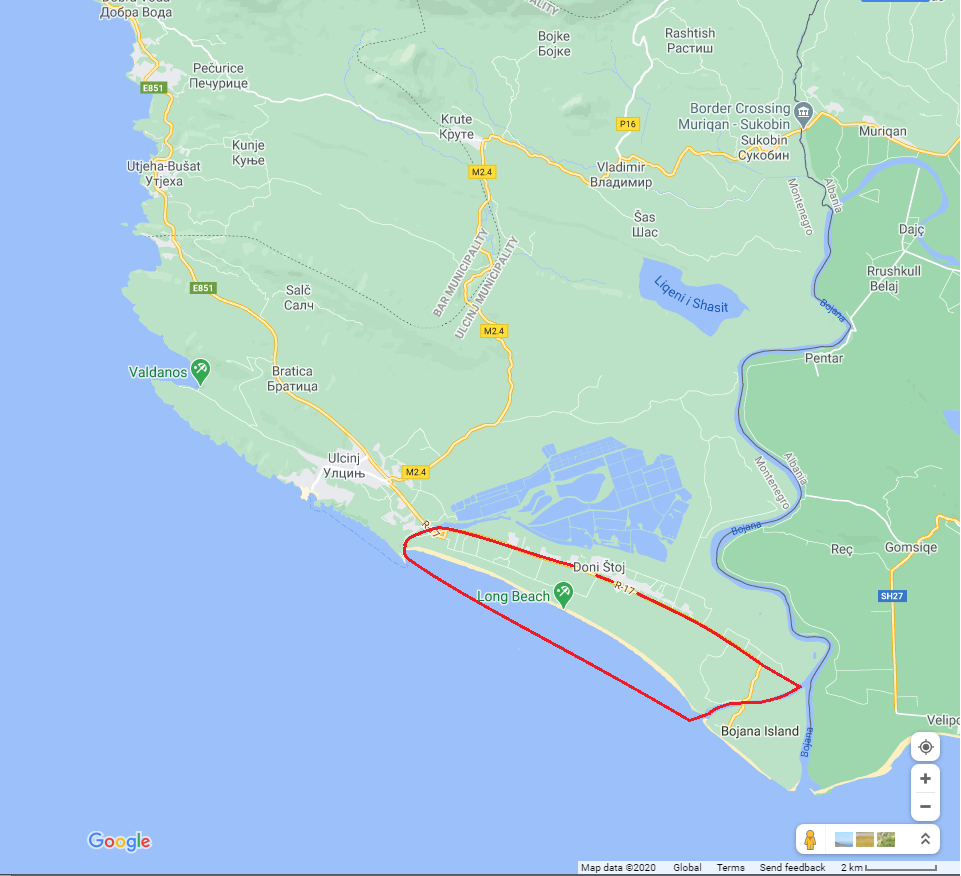 Добра Вода
ALITY
Bojke
Бојке
Rashtish
Растиш
Pečurice
Печурице
E851
Border Crossing
Muriqan - Sukobin
Sukobin
Сукобин
Krute
Круте
P16
Muriqan
Kunje
Куње
Utjeha-Bušat
Утјеха
M2.4
Vladimir
Владимир
Montenegro
Albania
Šas
Шас
Dajç
BAR MUNICIPALITY
ULCINJ MUNICIPALITY
Rrushkull
Belaj
E851
Salč
Салч
Liqeni i Shasit
Bojana
M2.4
Pentar
Valdanos
Bratica
Братица
Ulcinj
Улцињ
M2.4
Montenegro
Albania
Bojana
Reç
Gomsiqe
Doni Štoj
R-17
Long Beach
SH27
Velipo
Bojana Island
Bojana
Google
Map data ©2020 Global Terms Send feedback 2 km